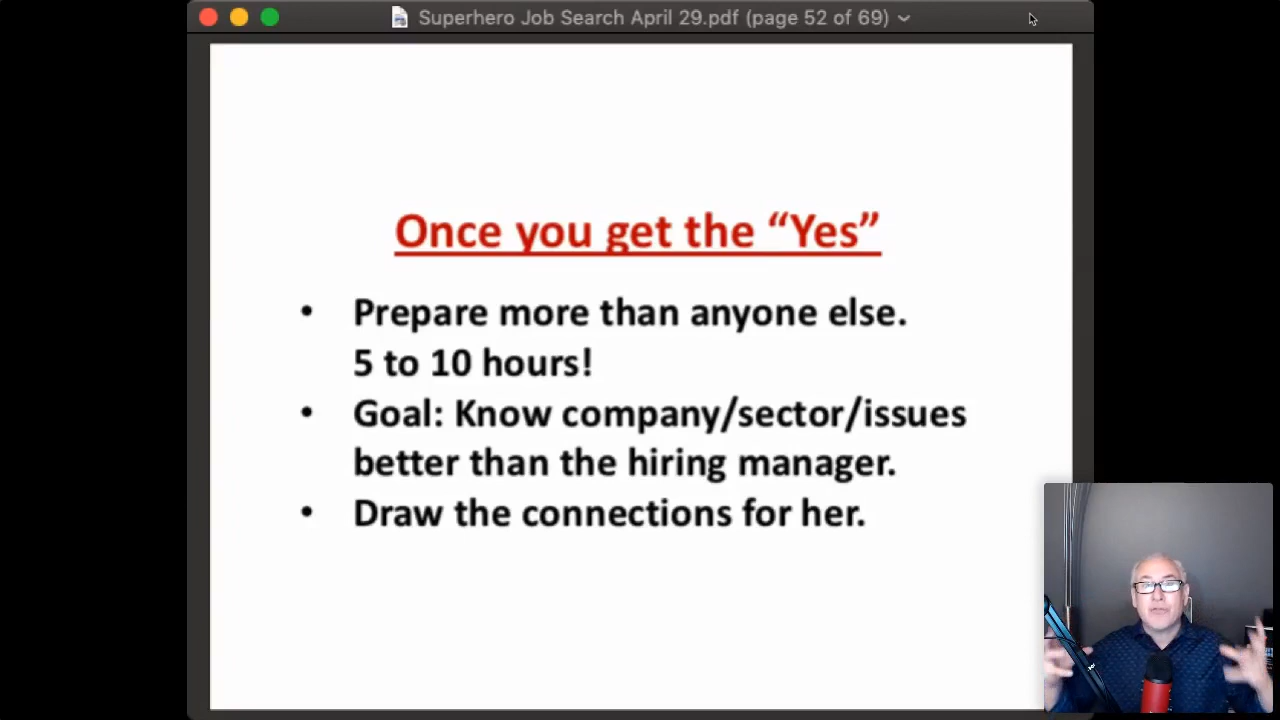 Superhero Job Search April 29.pdf (page 52 of 69)
Once you get the “Yes”
• Prepare more than anyone else.
5 to 10 hours!
• Goal: Know company/sector/issues
better than the hiring manager.
• Draw the connections for her.